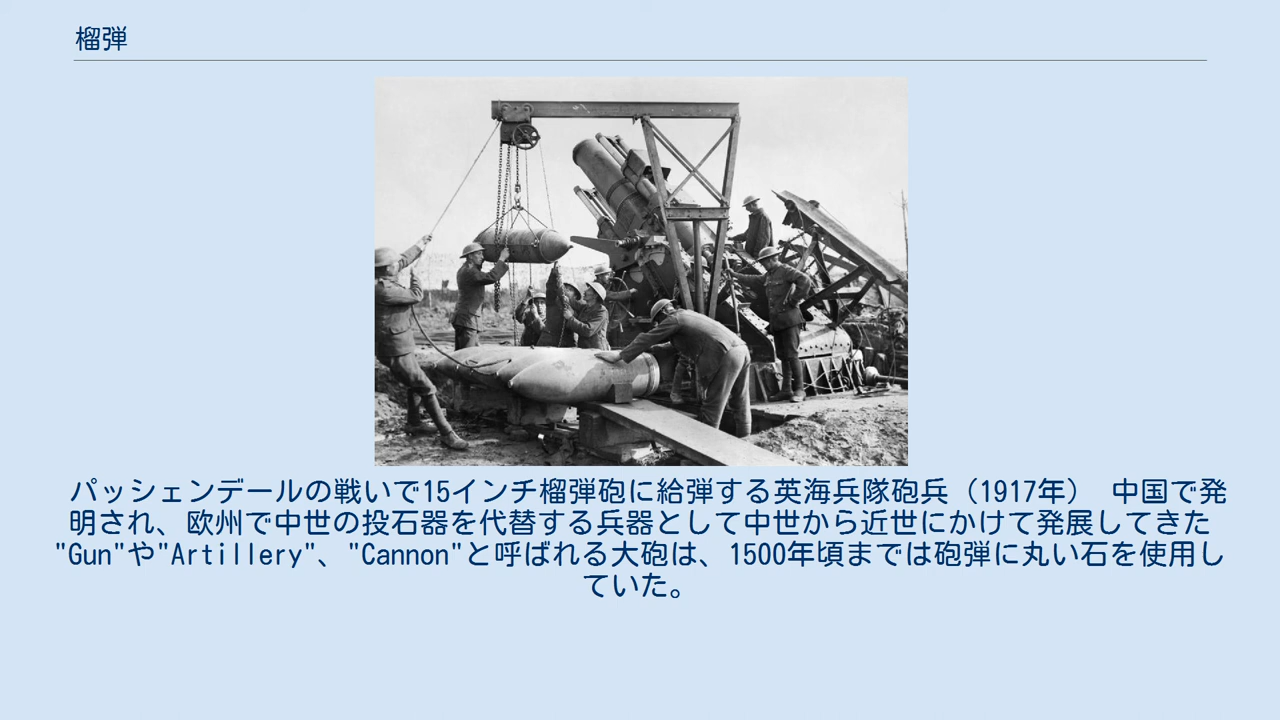 榴弾
パッシェンデールの戦いで15インチ榴弾砲に給弾する英海兵隊砲兵（1917年） 中国で発
明され、欧州で中世の投石器を代替する兵器として中世から近世にかけて発展してきた
"Gun"や"Artillery"、"Cannon"と呼ばれる大砲は、1500年頃までは砲弾に丸い石を使用し
ていた。